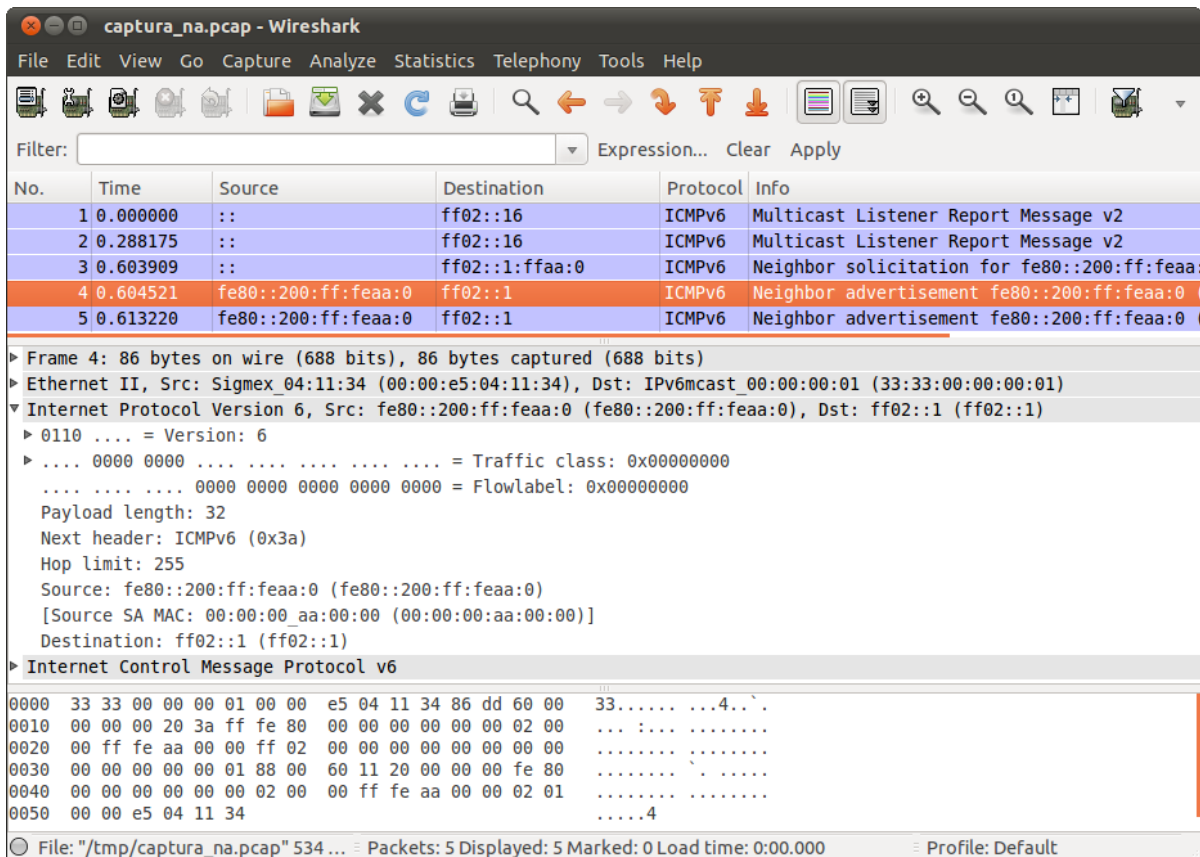 captura_na.pcap - Wireshark
File Edit View Go Capture Analyze Statistics Telephony Tools Help
Filter: Expression... Clear Apply
No. Time Source Destination Protocol Info
1 0.000000 :: ff02::16 ICMPv6 Multicast Listener Report Message v2
2 0.288175 :: ff02::16 ICMPv6 Multicast Listener Report Message v2
3 0.603909 :: ff02::1:ffaa:0 ICMPv6 Neighbor solicitation for fe80::200:ff:feaa:
4 0.604521 fe80::200:ff:feaa:0 ff02::1 ICMPv6 Neighbor advertisement fe80::200:ff:feaa:0 (
5 0.613220 fe80::200:ff:feaa:0 ff02::1 ICMPv6 Neighbor advertisement fe80::200:ff:feaa:0 (
Frame 4: 86 bytes on wire (688 bits), 86 bytes captured (688 bits)
Ethernet II, Src: Sigmex_04:11:34 (00:00:e5:04:11:34), Dst: IPv6mcast_00:00:00:01 (33:33:00:00:00:01)
Internet Protocol Version 6, Src: fe80::200:ff:feaa:0 (fe80::200:ff:feaa:0), Dst: ff02::1 (ff02::1)
0110 .... = Version: 6
.... 0000 0000 .... .... .... .... .... = Traffic class: 0x00000000
.... .... .... 0000 0000 0000 0000 0000 = Flowlabel: 0x00000000
Payload length: 32
Next header: ICMPv6 (0x3a)
Hop limit: 255
Source: fe80::200:ff:feaa:0 (fe80::200:ff:feaa:0)
[Source SA MAC: 00:00:00_aa:00:00 (00:00:00:aa:00:00)]
Destination: ff02::1 (ff02::1)
Internet Control Message Protocol v6
0000 33 33 00 00 00 01 00 00 e5 04 11 34 86 dd 60 00 33...... ...4..`.
0010 00 00 00 20 3a ff fe 80 00 00 00 00 00 00 02 00 ... :... ........
0020 00 ff fe aa 00 00 ff 02 00 00 00 00 00 00 00 00 ........ ........
0030 00 00 00 00 00 01 88 00 60 11 20 00 00 00 fe 80 ........ `. .....
0040 00 00 00 00 00 00 02 00 00 ff fe aa 00 00 02 01 ........ ........
0050 00 00 e5 04 11 34 .....4
File: "/tmp/captura_na.pcap" 534 ... Packets: 5 Displayed: 5 Marked: 0 Load time: 0:00.000 Profile: Default